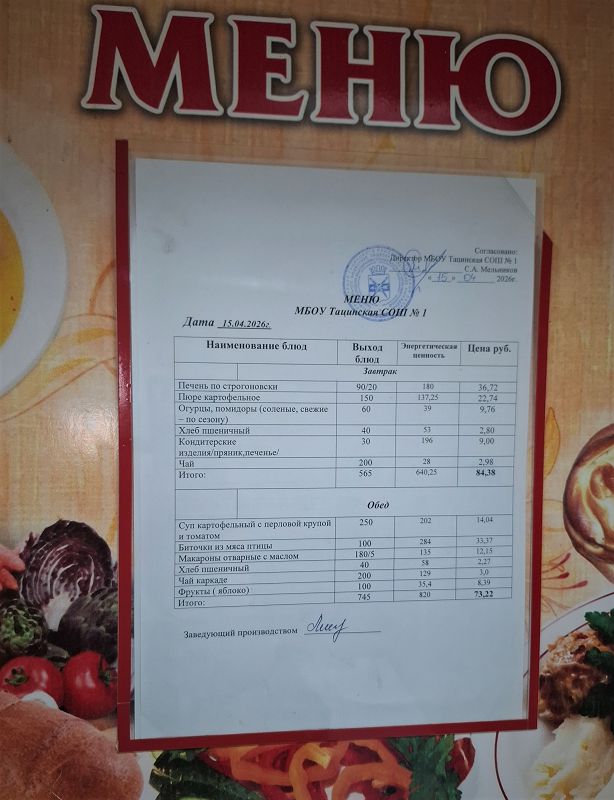 МЕНЮ
Согласовано:
Директор МБОУ Тацинская СОШ № 1
С.А. Мельников
« 15 » 04 2026г.
МЕНЮ
МБОУ Тацинская СОШ № 1
Дата 15.04.2026г.
Наименование блюд Выход блюд Энергетическая ценность Цена руб.
Завтрак
Печень по строгоновски 90/20 180 36,72
Пюре картофельное 150 137,25 22,74
Огурцы, помидоры (соленые, свежие 60 39 9,76
– по сезону)
Хлеб пшеничный 40 53 2,80
Кондитерские 30 196 9,00
изделия/пряник,печенье/
Чай 200 28 2,98
Итого: 565 640,25 84,38
Обед
Суп картофельный с перловой крупой 250 202 14,04
и томатом
Биточки из мяса птицы 100 284 33,37
Макароны отварные с маслом 180/5 135 12,15
Хлеб пшеничный 40 58 2,27
Чай каркаде 200 129 3,0
Фрукты ( яблоко) 100 35,4 8,39
Итого: 745 820 73,22
Заведующий производством